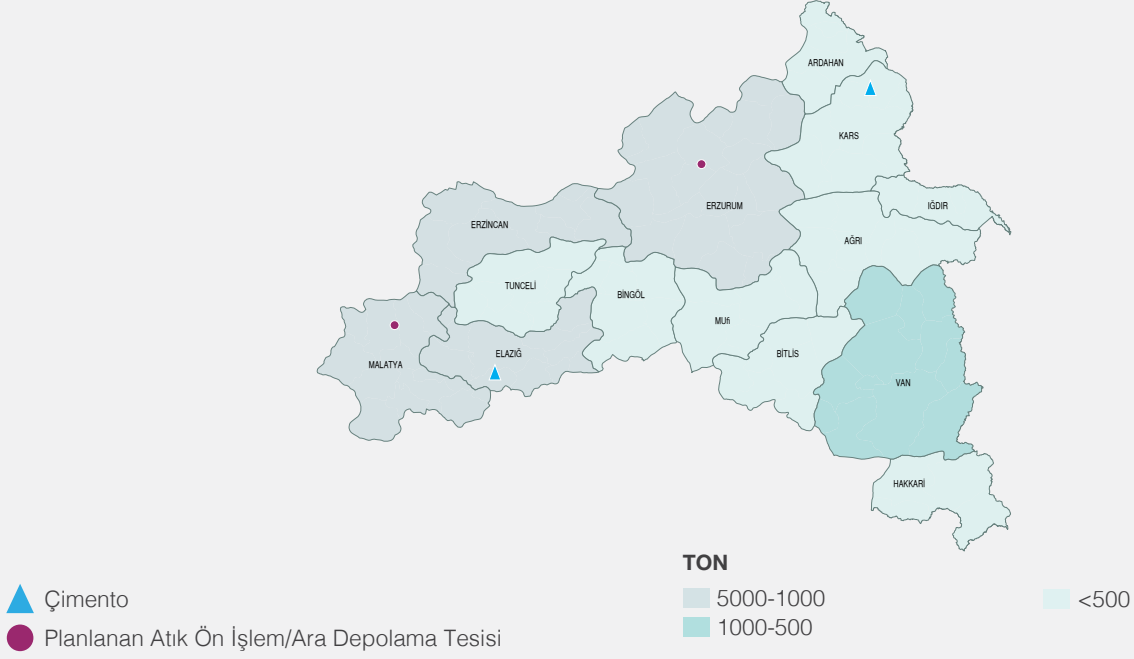 ARDAHAN
KARS
ERZURUM
IĞDIR
ERZİNCAN
AĞRI
TUNCELİ
BİNGÖL
MUfi
BİTLİS
ELAZIĞ
MALATYA
VAN
HAKKARİ
TON
5000-1000
<500
1000-500
Çimento
Planlanan Atık Ön İşlem/Ara Depolama Tesisi